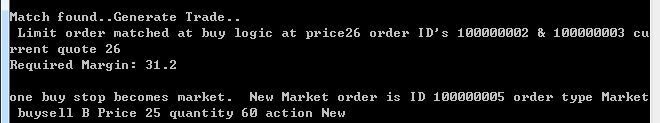 Match found..Generate Trade..
Limit order matched at buy logic at price26 order ID's 100000002 & 100000003 cu
rrent quote 26
Required Margin: 31.2
one buy stop becomes market.  New Market order is ID 100000005 order type Market
buysell B Price 25 quantity 60 action New